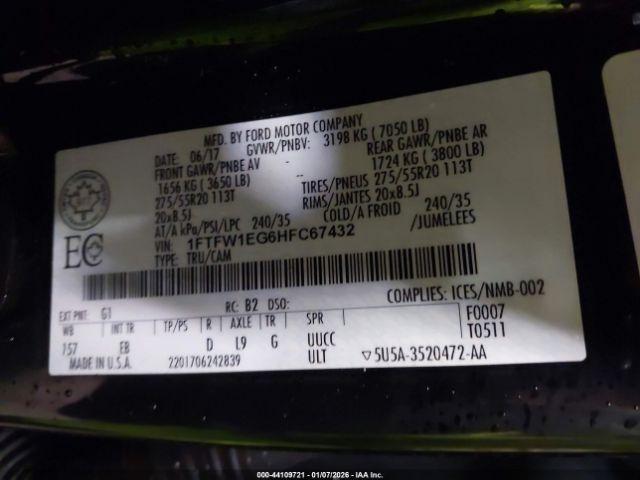 MFD. BY FORD MOTOR COMPANY
DATE: 06/17 GVWR/PNBV: 3198 KG (7050 LB)
FRONT GAWR/PNBE AV - REAR GAWR/PNBE AR
1656 KG (3650 LB) - 1724 KG (3800 LB)
275/55R20 113T TIRES/PNEUS 275/55R20 113T
20x8.5J RIMS/JANTES 20x8.5J
AT/A kPa/PSI/LPC 240/35 COLD/A FROID 240/35
VIN: 1FTFW1EG6HFC67432 /JUMELEES
TYPE: TRU/CAM
EC
EXT PNT: G1 RC: B2 DSO: COMPLIES: ICES/NMB-002
WB INT TR TP/PS R AXLE TR SPR F0007
157 EB D L9 G UUCC T0511
MADE IN U.S.A. 2201706242839 ULT ▽5U5A-3520472-AA
000-44109721 - 01/07/2026 - IAA Inc.